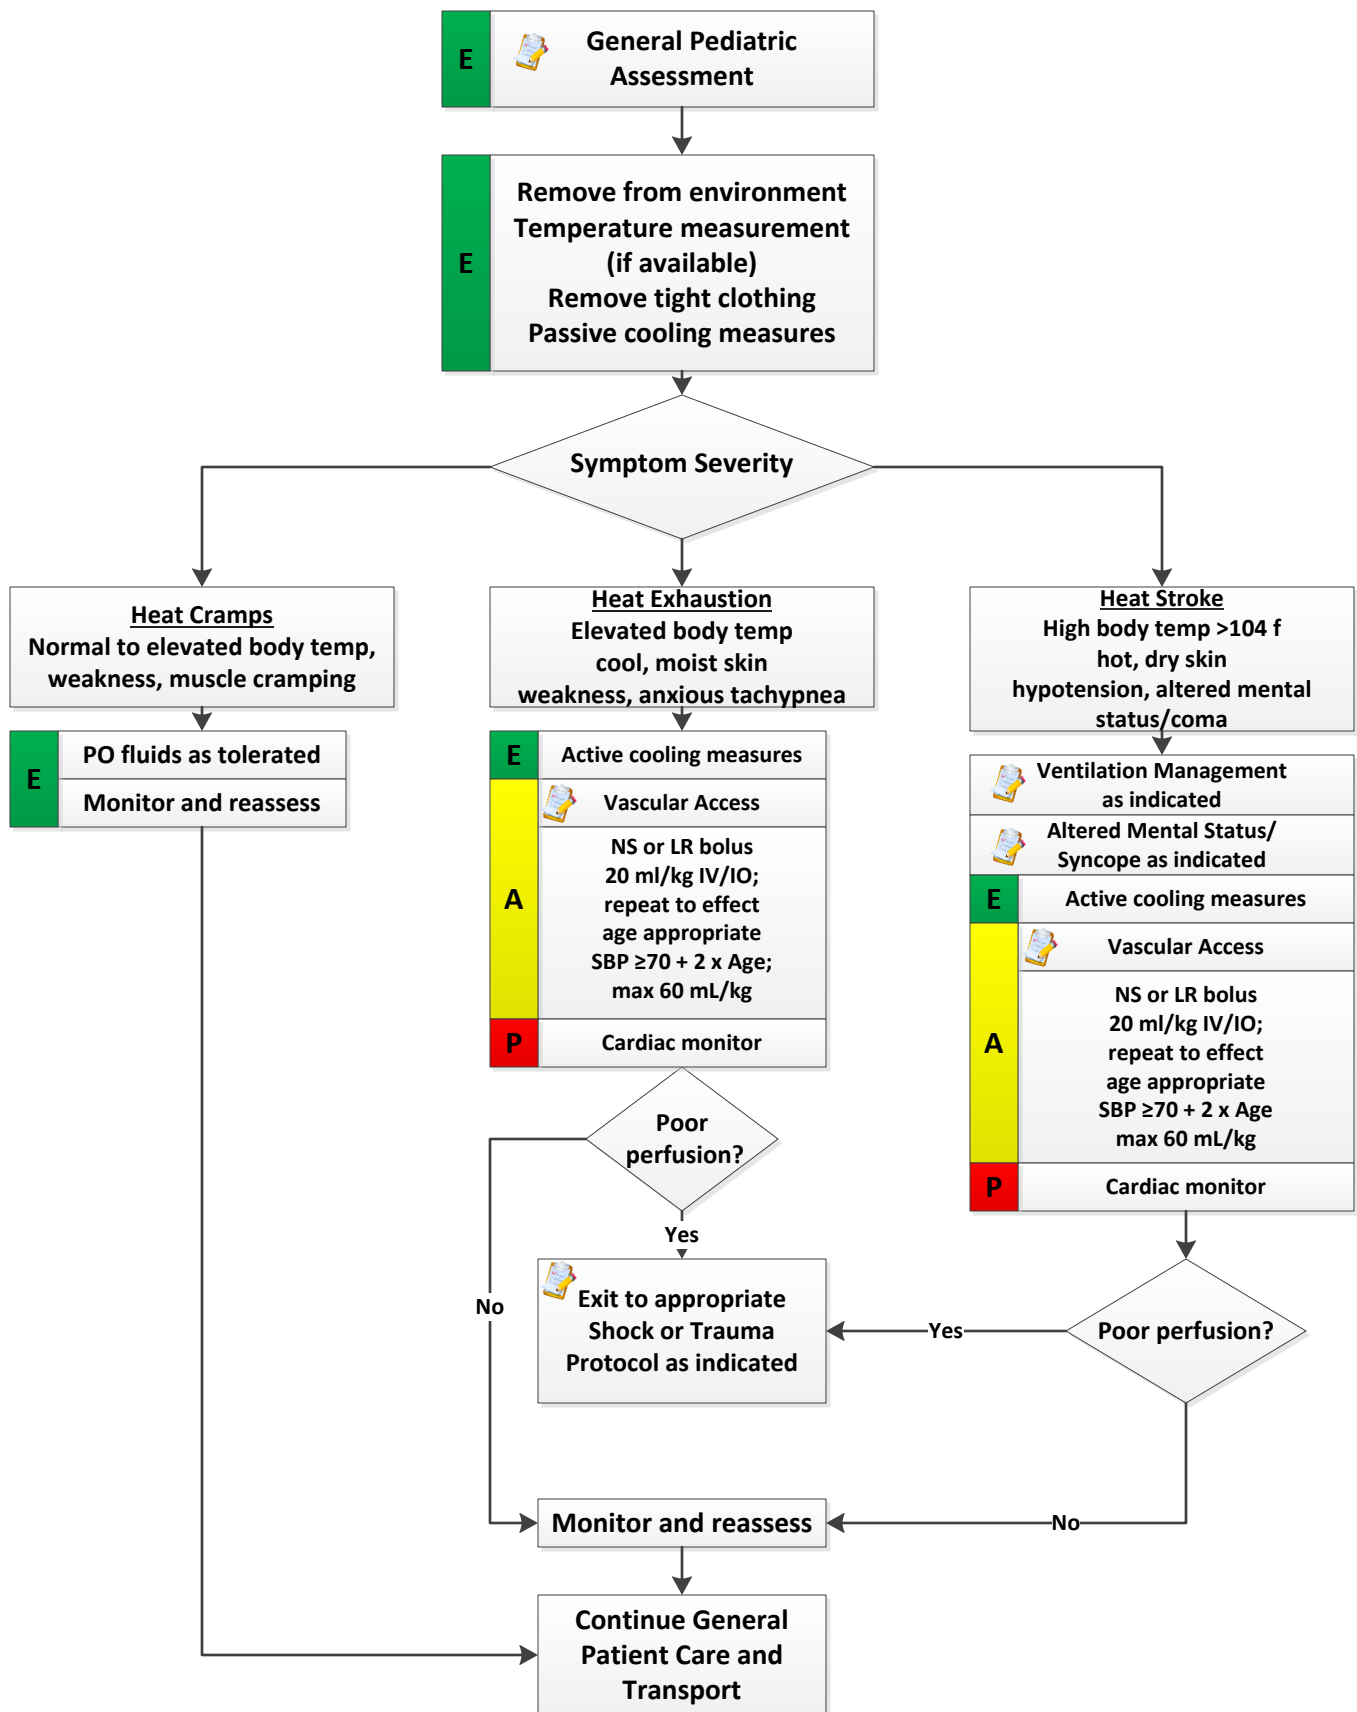 E
General Pediatric
Assessment
E
Remove from environment
Temperature measurement
(if available)
Remove tight clothing
Passive cooling measures
Symptom Severity
Heat Cramps
Normal to elevated body temp,
weakness, muscle cramping
E
PO fluids as tolerated
Monitor and reassess
Heat Exhaustion
Elevated body temp
cool, moist skin
weakness, anxious tachypnea
E
Active cooling measures
A
Vascular Access
NS or LR bolus
20 ml/kg IV/IO;
repeat to effect
age appropriate
SBP ≥70 + 2 x Age;
max 60 mL/kg
P
Cardiac monitor
Poor
perfusion?
Yes
No
Exit to appropriate
Shock or Trauma
Protocol as indicated
Heat Stroke
High body temp >104 f
hot, dry skin
hypotension, altered mental
status/coma
Ventilation Management
as indicated
Altered Mental Status/
Syncope as indicated
E
Active cooling measures
A
Vascular Access
NS or LR bolus
20 ml/kg IV/IO;
repeat to effect
age appropriate
SBP ≥70 + 2 x Age
max 60 mL/kg
P
Cardiac monitor
Poor perfusion?
Yes
No
Monitor and reassess
Continue General
Patient Care and
Transport